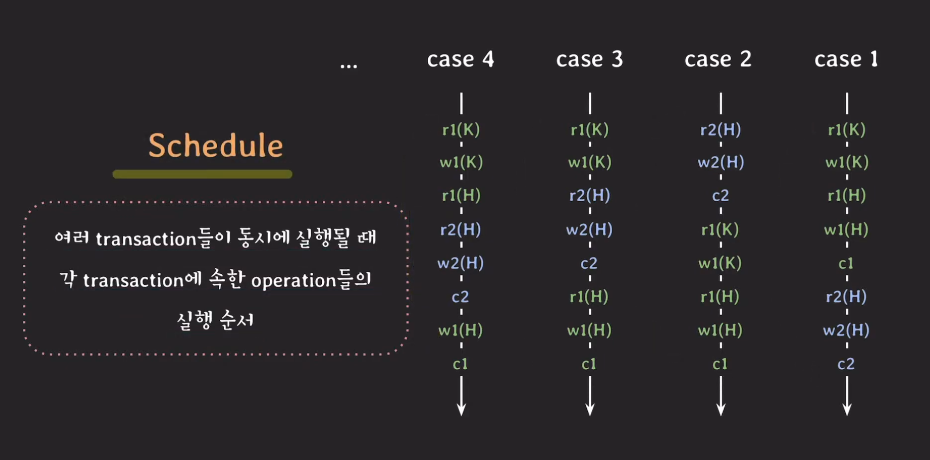 ... case 4 case 3 case 2 case 1
Schedule
여러 transaction들이 동시에 실행될 때
각 transaction에 속한 operation들의
실행 순서
r1(K) r1(K) r2(H) r1(K)
w1(K) w1(K) w2(H) w1(K)
r1(H) r2(H) c2 r1(H)
r2(H) w2(H) r1(K) w1(H)
w2(H) c2 w1(K) c1
c2 r1(H) r1(H) r2(H)
w1(H) w1(H) w1(H) w2(H)
c1 c1 c1 c2